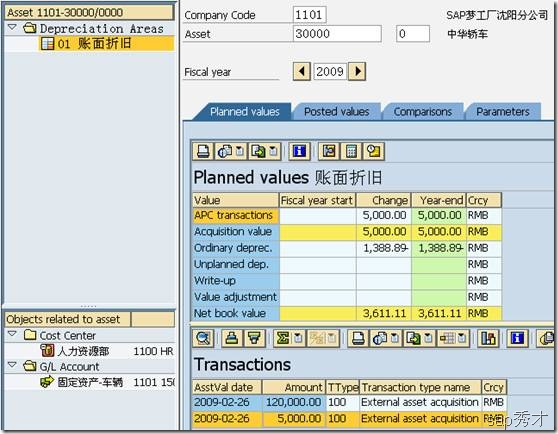 Asset 1101-30000/0000
Depreciation Areas
01 账面折旧
Objects related to asset
Cost Center
人力资源部 1100 HR
G/L Account
固定资产-车辆 1101 150
Company Code 1101 SAP梦工厂沈阳分公司
Asset 30000 0 中华轿车
Fiscal year 2009
Planned values Posted values Comparisons Parameters
Planned values 账面折旧
Value Fiscal year start Change Year-end Crcy
APC transactions 5,000.00 5,000.00 RMB
Acquisition value 5,000.00 5,000.00 RMB
Ordinary deprec. 1,388.89- 1,388.89- RMB
Unplanned dep. RMB
Write-up RMB
Value adjustment RMB
Net book value 3,611.11 3,611.11 RMB
Transactions
AsstVal date Amount TType Transaction type name Crcy
2009-02-26 120,000.00 100 External asset acquisition RMB
2009-02-26 5,000.00 100 External asset acquisition RMB
sap秀才